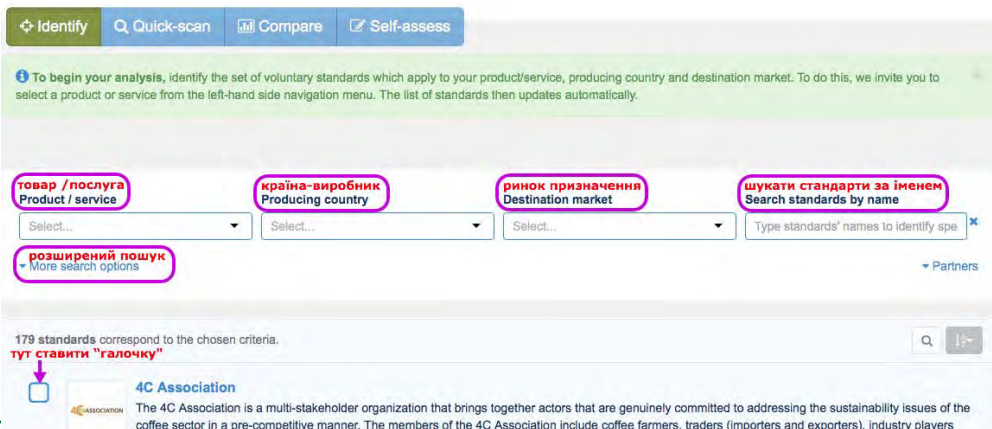 Identify Quick-scan Compare Self-assess
To begin your analysis, identify the set of voluntary standards which apply to your product/service, producing country and destination market. To do this, we invite you to
select a product or service from the left-hand side navigation menu. The list of standards then updates automatically.
товар /послуга країна-виробник ринок призначення шукати стандарти за іменем
Product / service Producing country Destination market Search standards by name
Select... Select... Select... Type standards' names to identify spe
розширений пошук
More search options Partners
179 standards correspond to the chosen criteria.
тут ставити "галочку"
4C Association
4C ASSOCIATION The 4C Association is a multi-stakeholder organization that brings together actors that are genuinely committed to addressing the sustainability issues of the
coffee sector in a pre-competitive manner. The members of the 4C Association include coffee farmers, traders (importers and exporters), industry players